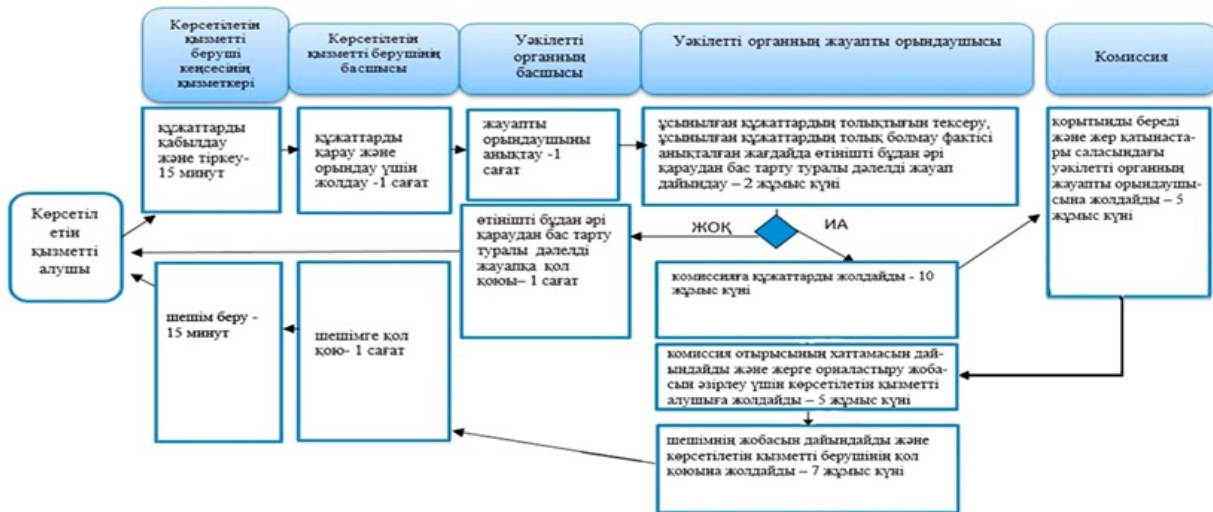 Көрсетілетін
қызметті
беруші
кеңсесінің
қызметкері
Көрсетілетін
қызметті берушінің
басшысы
Уәкілетті
органның
басшысы
Уәкілетті органның жауапты орындаушысы
Комиссия
құжаттарды
қабылдау
және тіркеу-
15 минут
құжаттарды
қарау және
орындау үшін
жолдау -1 сағат
жауапты
орындаушыны
анықтау -1
сағат
ұсынылған құжаттардың толықтығын тексеру,
ұсынылған құжаттардың толық болмау фактісі
анықталған жағдайда өтінішті бұдан әрі
қараудан бас тарту туралы дәлелді жауап
дайындау – 2 жұмыс күні
қорытынды береді
және жер қатынаста
ры саласындағы
уәкілетті органның
жауапты орындаушы-
сына жолдайды – 5
жұмыс күні
Көрсетіл
етін
қызметті
алушы
өтінішті бұдан әрі
қараудан бас тарту
туралы дәлелді
жауапқа қол
қоюы– 1 сағат
ЖОҚ
ИА
комиссияға құжаттарды жолдайды - 10
жұмыс күні
шешім беру -
15 минут
шешімге қол
қою- 1 сағат
комиссия отырысының хаттамасын дай-
ындайды және жерге орналастыру жоба-
сын әзірлеу үшін көрсетілетін қызметті
алушыға жолдайды – 5 жұмыс күні
шешімнің жобасын дайындайды және
көрсетілетін қызметті берушінің қол
қоюына жолдайды – 7 жұмыс күні